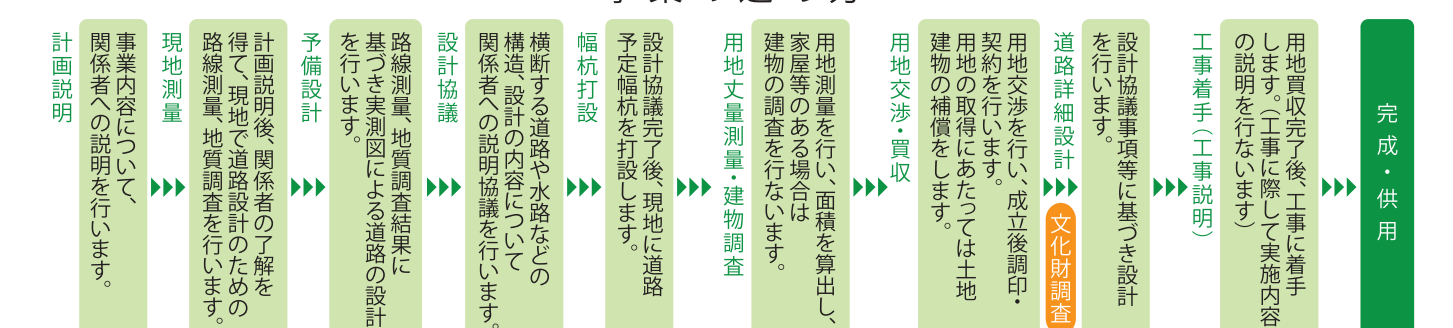 計画説明
事業内容について、
関係者への説明を行います。
現地測量
計画説明後、関係者の了解を
得て、現地で道路設計のための
路線測量、地質調査を行います。
予備設計
路線測量、地質調査結果に
基づき実測図による道路の設計
を行います。
設計協議
横断する道路や水路などの
構造、設計の内容について
関係者への説明協議を行います。
幅杭打設
設計協議完了後、現地に道路
予定幅杭を打設します。
用地丈量測量・建物調査
用地測量を行い、面積を算出し、
家屋等のある場合は
建物の調査を行ないます。
用地交渉・買収
用地交渉を行い、成立後調印・
契約を行います。
用地の取得にあたっては土地
建物の補償をします。
道路詳細設計
文化財調査
設計協議事項等に基づき設計
を行います。
工事着手(工事説明)
用地買収完了後、工事に着手
します。(工事に際して実施内容
の説明を行ないます)
完成・供用